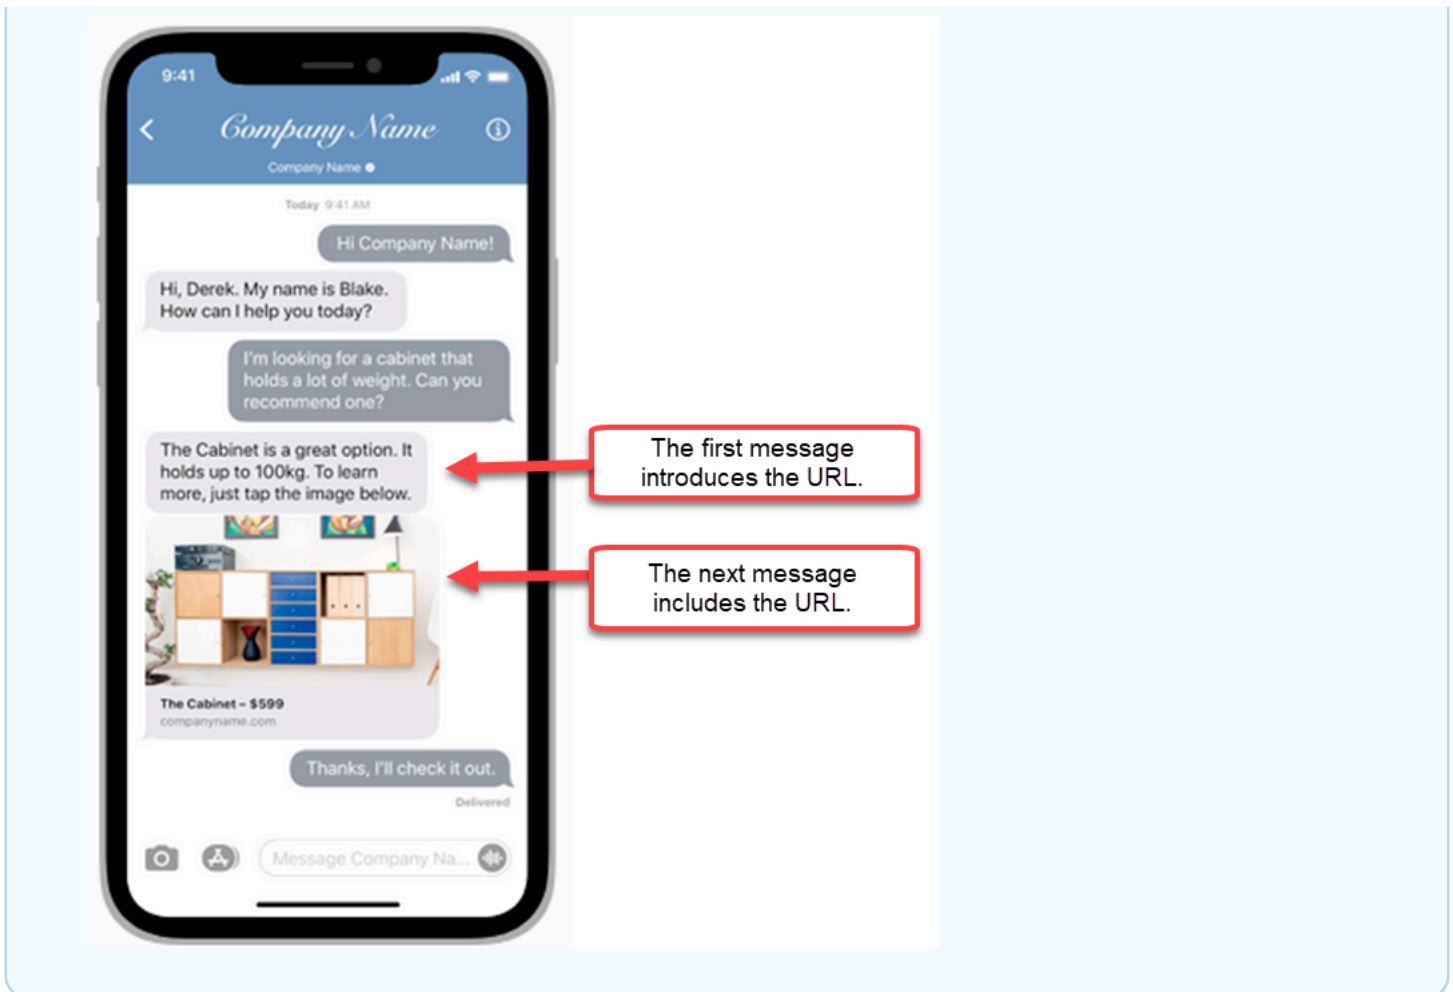 9:41
Company Name
Company Name
Today 9:41 AM
Hi Company Name!
Hi, Derek. My name is Blake.
How can I help you today?
I'm looking for a cabinet that
holds a lot of weight. Can you
recommend one?
The Cabinet is a great option. It
holds up to 100kg. To learn
more, just tap the image below.
The first message
introduces the URL.
The next message
includes the URL.
The Cabinet – $599
companyname.com
Thanks, I'll check it out.
Delivered
Message Company Na...